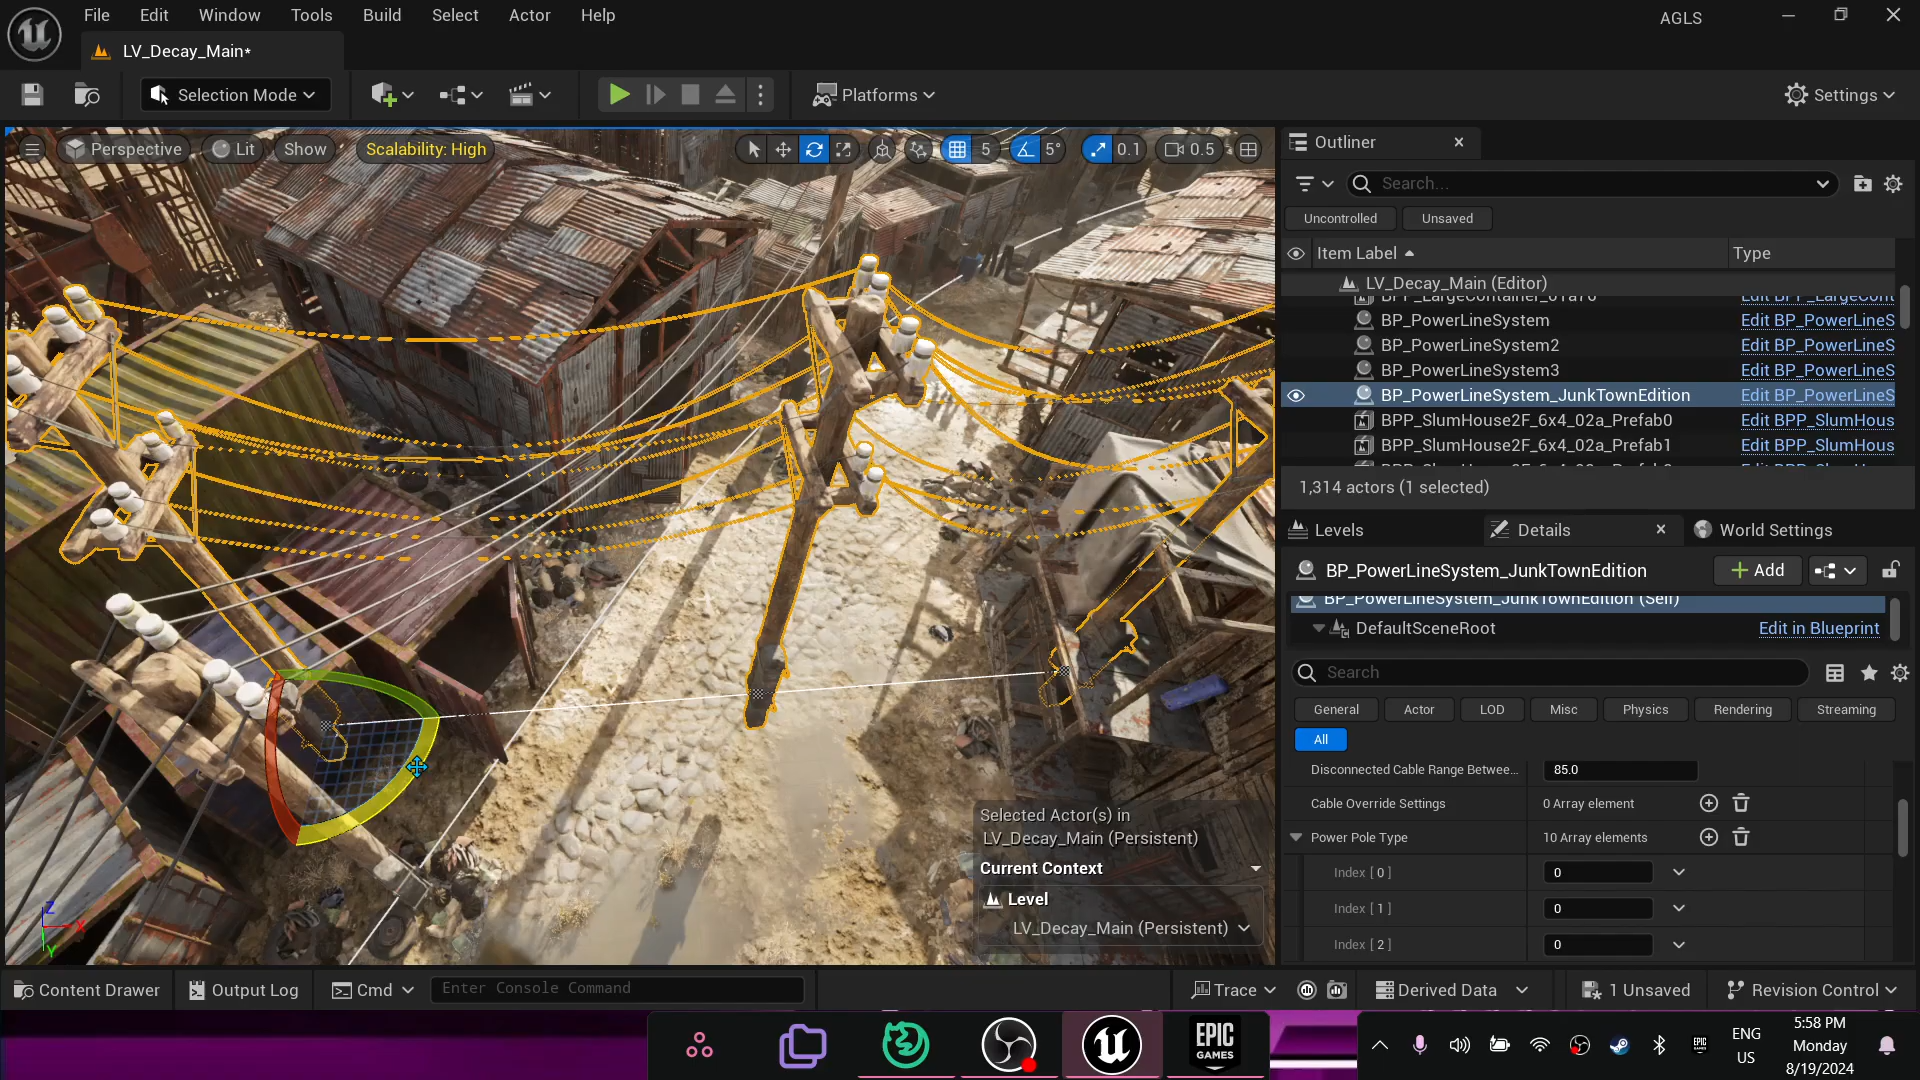 File Edit Window Tools Build Select Actor Help
AGLS
LV_Decay_Main*
Selection Mode
Platforms
Settings
Perspective
Lit
Show
Scalability: High
5
5°
0.1
0.5
Outliner
Search...
Uncontrolled
Unsaved
Item Label
Type
LV_Decay_Main (Editor)
BP_PowerLineSystem Edit BP_PowerLineS
BP_PowerLineSystem2 Edit BP_PowerLineS
BP_PowerLineSystem3 Edit BP_PowerLineS
BP_PowerLineSystem_JunkTownEdition Edit BP_PowerLineS
BPP_SlumHouse2F_6x4_02a_Prefab0 Edit BPP_SlumHous
BPP_SlumHouse2F_6x4_02a_Prefab1 Edit BPP_SlumHous
1,314 actors (1 selected)
Levels
Details
World Settings
BP_PowerLineSystem_JunkTownEdition
Add
BP_PowerLineSystem_JunkTownEdition (Self)
DefaultSceneRoot Edit in Blueprint
Search
General Actor LOD Misc Physics Rendering Streaming
All
Disconnected Cable Range Betwee... 85.0
Cable Override Settings 0 Array element
Power Pole Type 10 Array elements
Index [ 0 ] 0
Index [ 1 ] 0
Index [ 2 ] 0
Selected Actor(s) in
LV_Decay_Main (Persistent)
Current Context
Level
LV_Decay_Main (Persistent)
Z
X
Y
Content Drawer
Output Log
Cmd
Enter Console Command
Trace
Derived Data
1 Unsaved
Revision Control
EPIC
GAMES
ENG
US
5:58 PM
Monday
8/19/2024